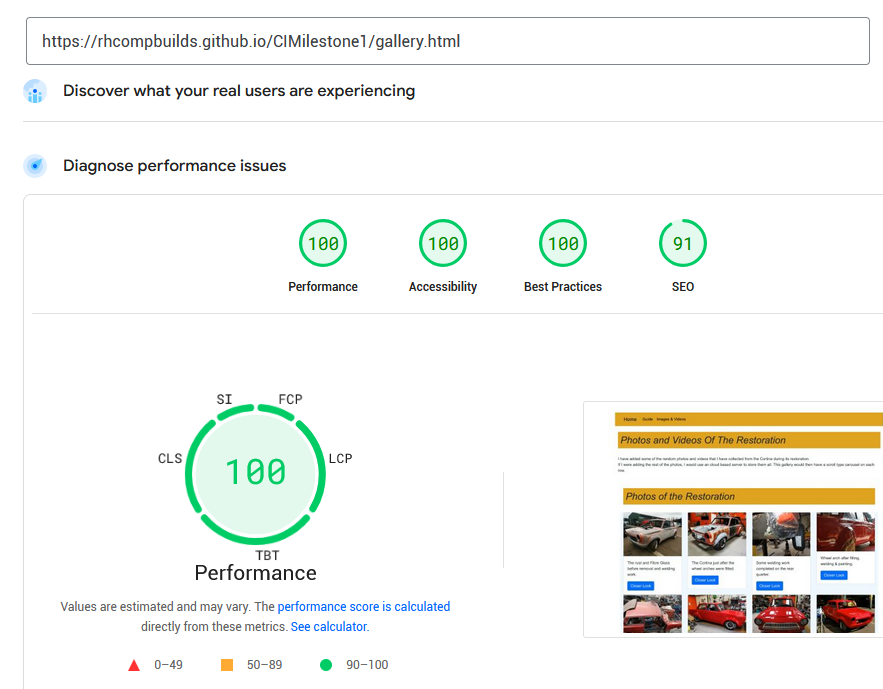 https://rhcompbuilds.github.io/CIMilestone1/gallery.html
Discover what your real users are experiencing
Diagnose performance issues
100 100 100 91
Performance Accessibility Best Practices SEO
SI FCP
CLS LCP
100
TBT
Performance
Values are estimated and may vary. The performance score is calculated
directly from these metrics. See calculator.
0–49 50–89 90–100
Home Guide Images & Videos
Photos and Videos Of The Restoration
I have added some of the random photos and videos that I have collected from the Cortina during its restoration.
If I were adding the rest of the photos, I would use an cloud based server to store them all. This gallery would then have a scroll type carousel on each
row.
Photos of the Restoration
The rust and Fibre Glass
before removal and welding
work.
Closer Look
The Cortina just after the
wheel arches were fitted.
Closer Look
Some welding work
completed on the rear
quarter.
Closer Look
Wheel arch after filling,
welding & painting.
Closer Look